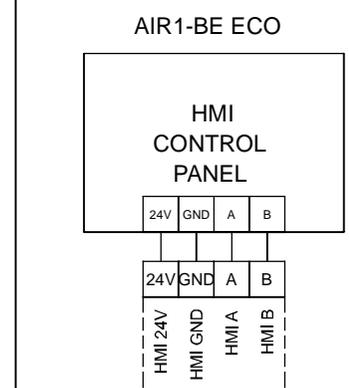 AIR1-BE ECO
HMI
CONTROL
PANEL
24V GND A B
24V GND A B
HMI 24V
HMI GND
HMI A
HMI B